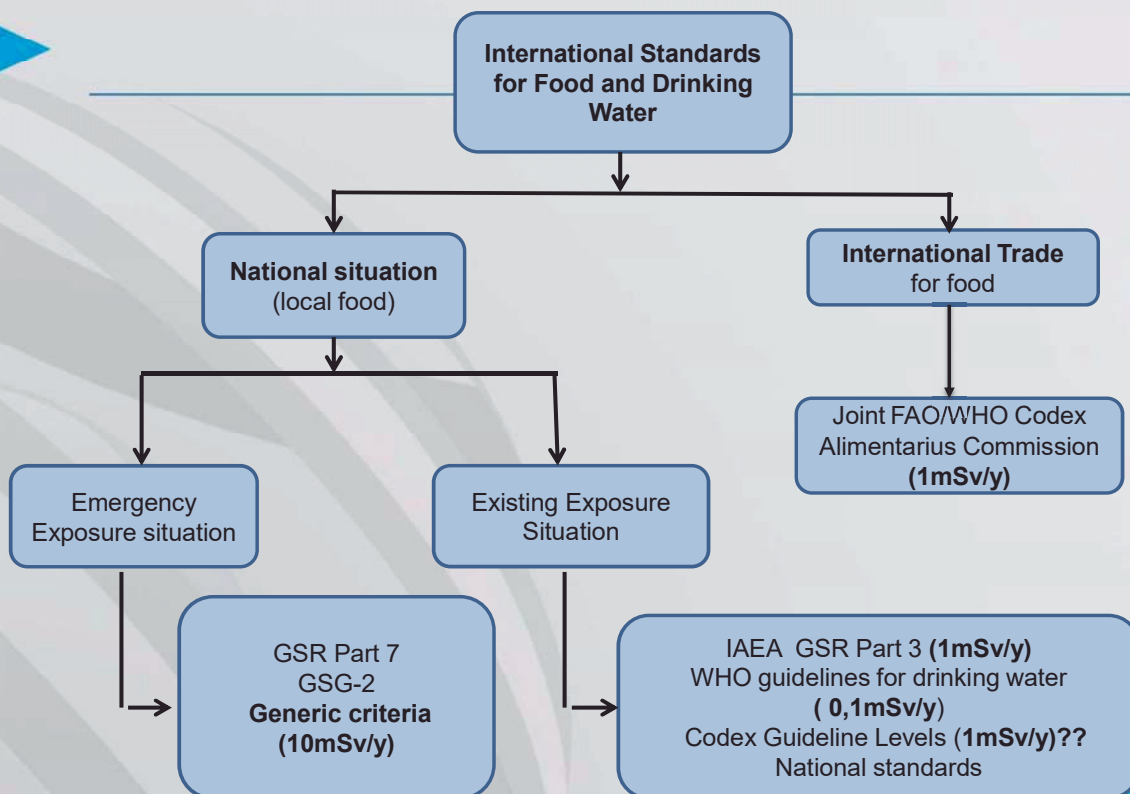 International Standards
for Food and Drinking
Water
National situation
(local food)
International Trade
for food
Joint FAO/WHO Codex
Alimentarius Commission
(1mSv/y)
Emergency
Exposure situation
Existing Exposure
Situation
GSR Part 7
GSG-2
Generic criteria
(10mSv/y)
IAEA GSR Part 3 (1mSv/y)
WHO guidelines for drinking water
( 0,1mSv/y)
Codex Guideline Levels (1mSv/y)??
National standards